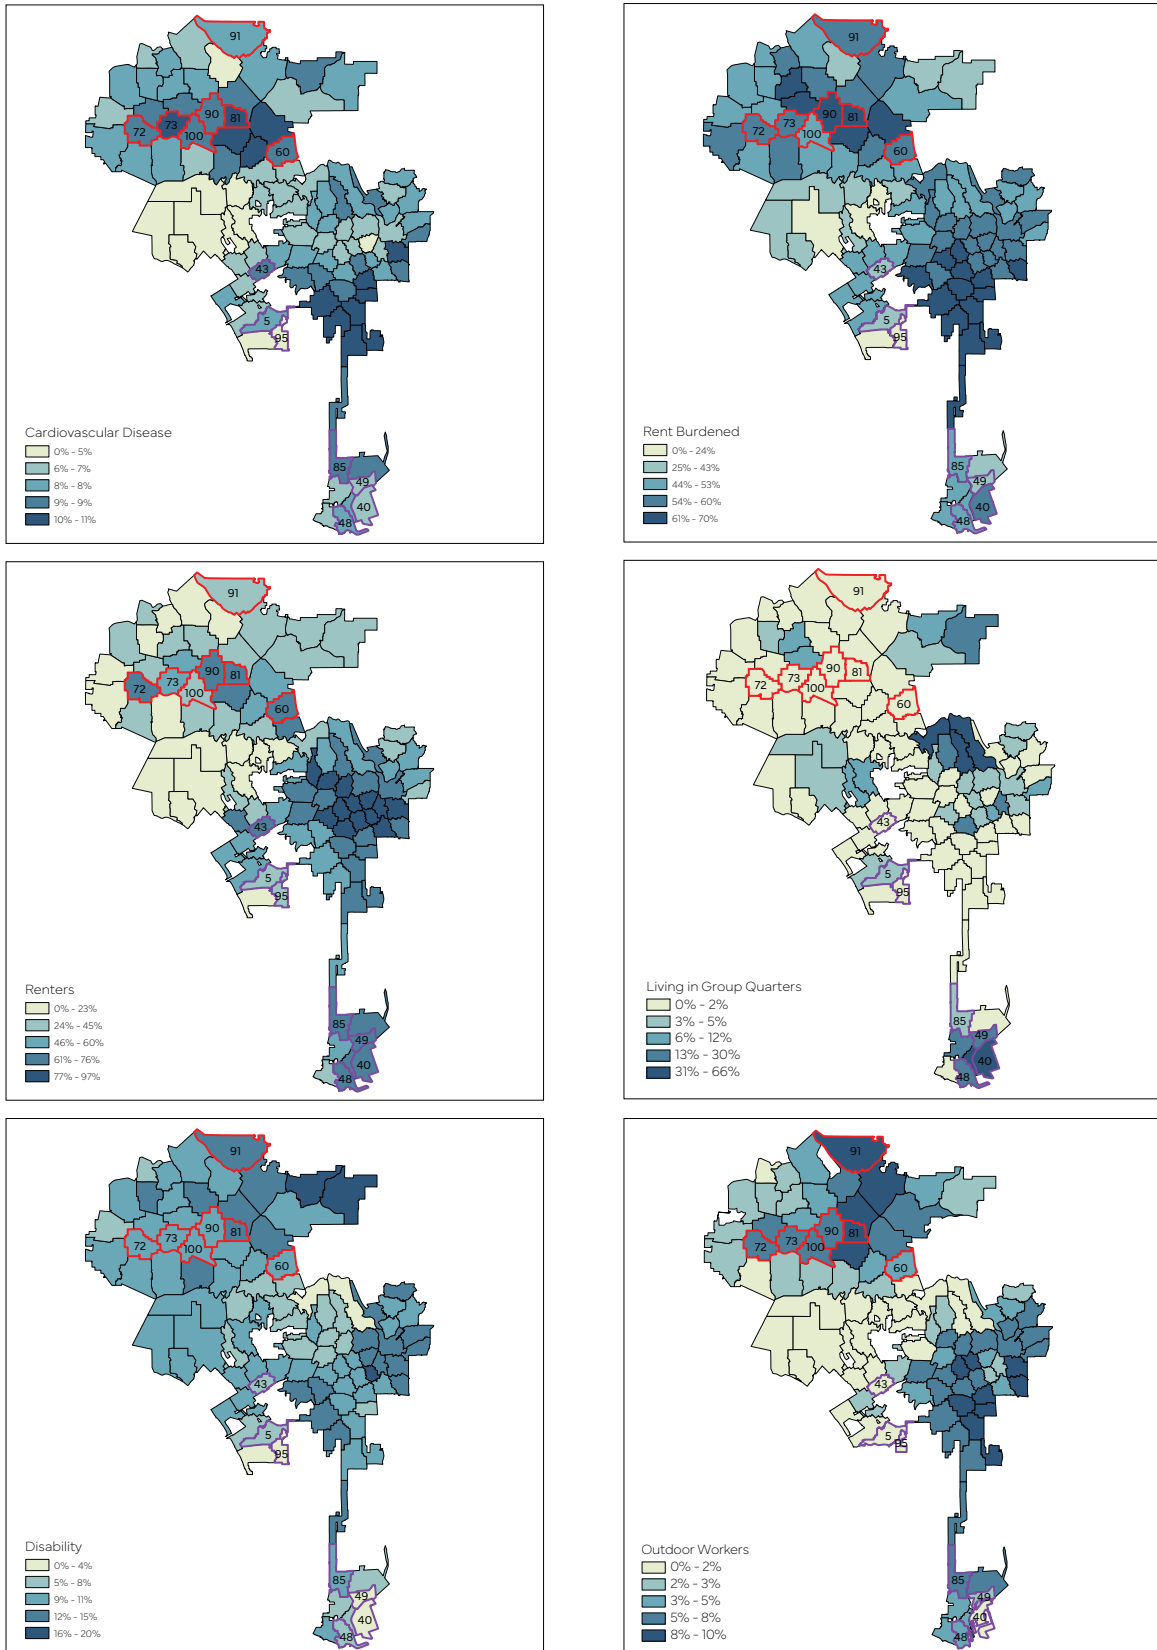 91
90
81
73
72
100
60
43
5
95
Cardiovascular Disease
0% - 5%
6% - 7%
8% - 8%
9% - 9%
10% - 11%
85
49
40
48
91
90
81
73
72
100
60
43
5
95
Rent Burdened
0% - 24%
25% - 43%
44% - 53%
54% - 60%
61% - 70%
85
49
40
48
91
90
81
73
72
100
60
43
5
95
Renters
0% - 23%
24% - 45%
46% - 60%
61% - 76%
77% - 97%
85
49
40
48
91
90
81
73
72
100
60
43
5
95
Living in Group Quarters
0% - 2%
3% - 5%
6% - 12%
13% - 30%
31% - 66%
85
49
40
48
91
90
81
73
72
100
60
43
5
95
Disability
0% - 4%
5% - 8%
9% - 11%
12% - 15%
16% - 20%
85
49
40
48
91
90
81
73
72
100
60
43
5
95
Outdoor Workers
0% - 2%
2% - 3%
3% - 5%
5% - 8%
8% - 10%
85
49
40
48